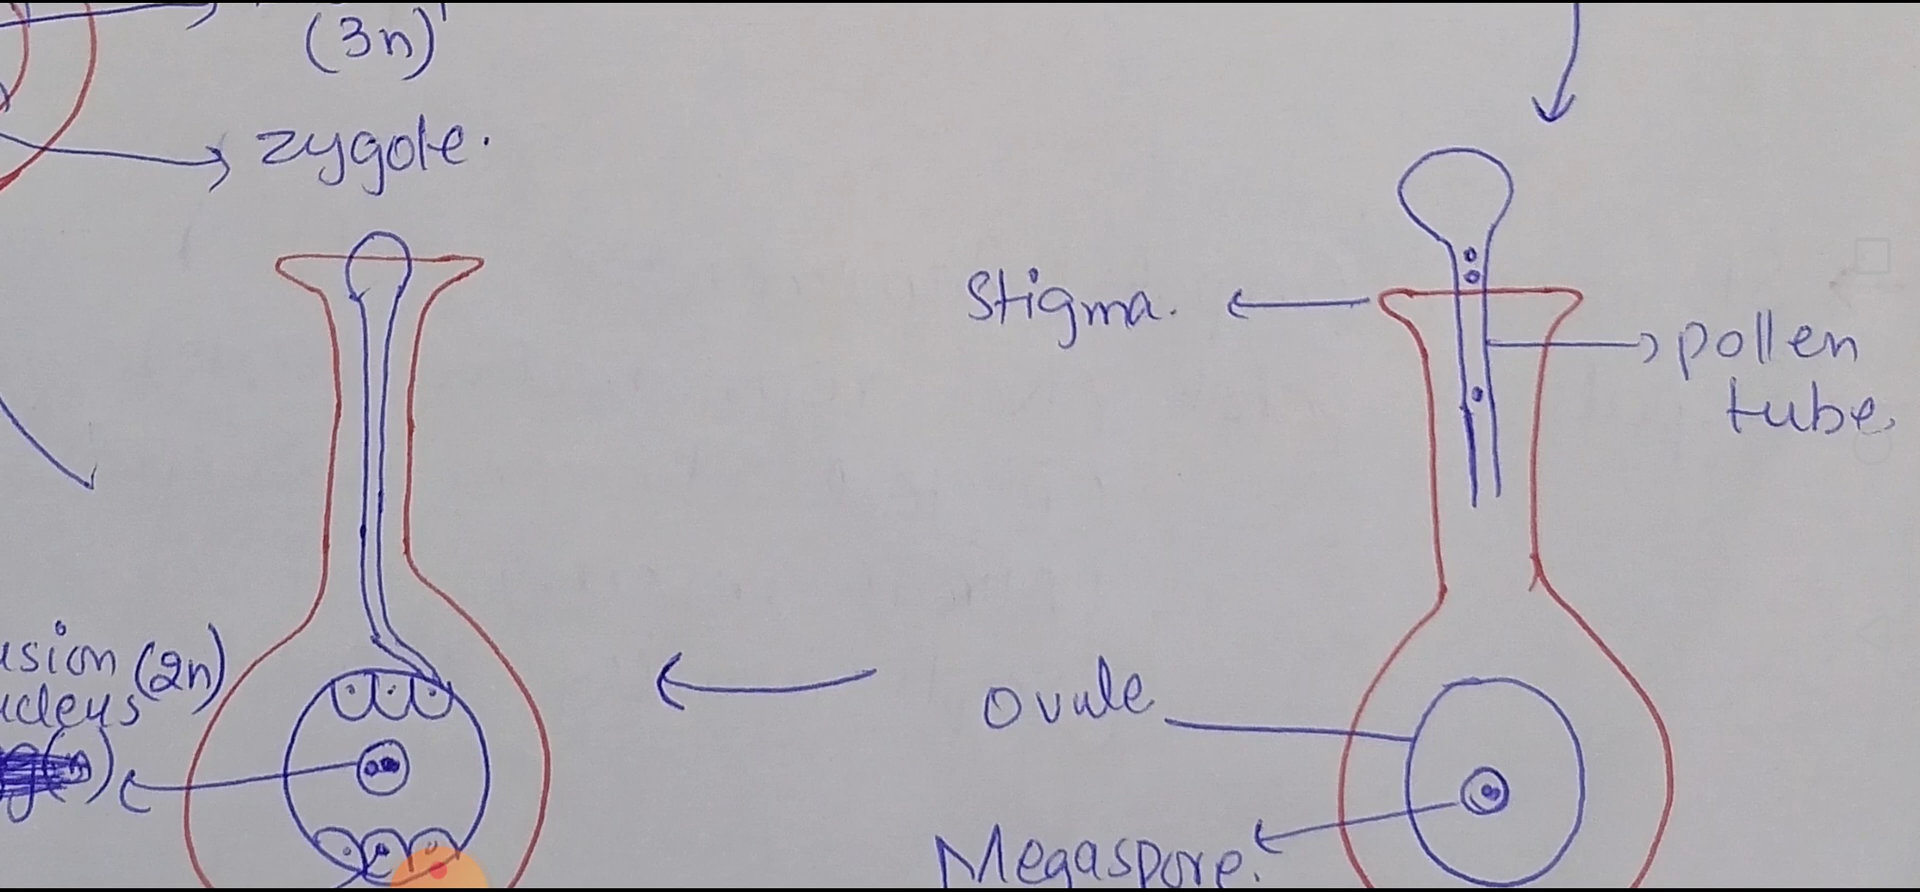 (3n)
zygote.
Stigma.
pollen
tube.
(2n)
ovule
Megaspore.